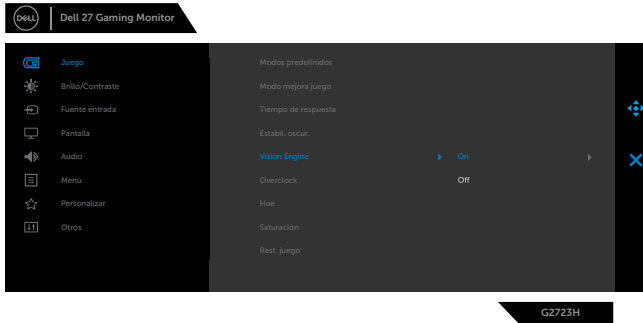 DELL Dell 27 Gaming Monitor
Juego Modos predefinidos
Brillo/Contraste Modo mejora juego
Fuente entrada Tiempo de respuesta
Pantalla Estabil. oscur.
Audio Vision Engine On
Menú Overclock Off
Personalizar Hue
Otros Saturación
Rest. juego
G2723H